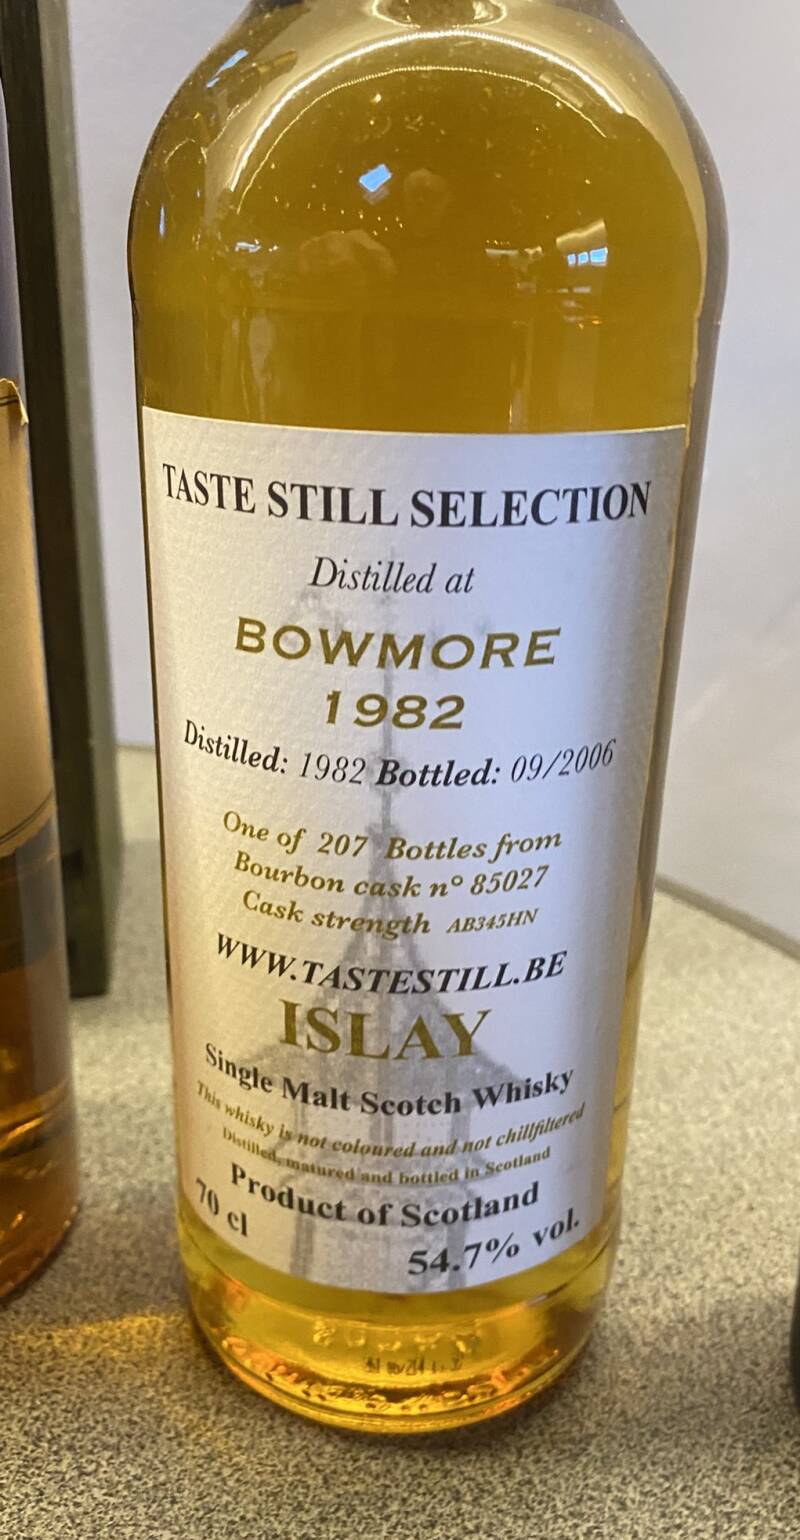 TASTE STILL SELECTION
Distilled at
BOWMORE
1982
Distilled: 1982 Bottled: 09/2006
One of 207 Bottles from
Bourbon cask n° 85027
Cask strength AB345HN
WWW.TASTESTILL.BE
ISLAY
Single Malt Scotch Whisky
This whisky is not coloured and not chillfiltered
Distilled, matured and bottled in Scotland
Product of Scotland
70 cl
54.7% vol.